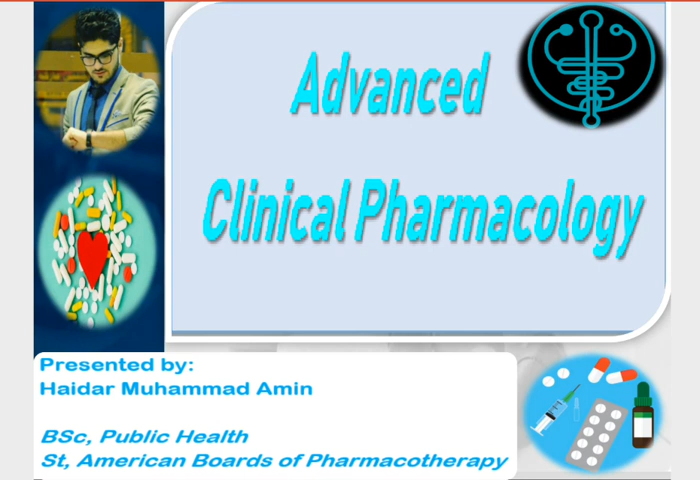 Advanced
Clinical Pharmacology
Presented by:
Haidar Muhammad Amin
BSc, Public Health
St, American Boards of Pharmacotherapy